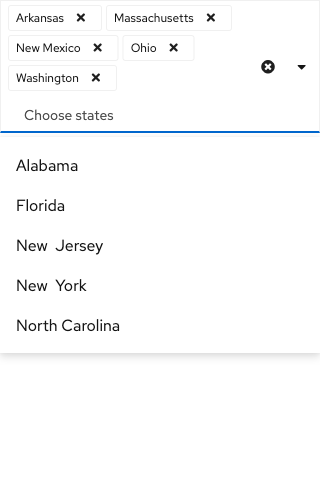 Arkansas Massachusetts
New Mexico Ohio
Washington
Choose states
Alabama
Florida
New Jersey
New York
North Carolina